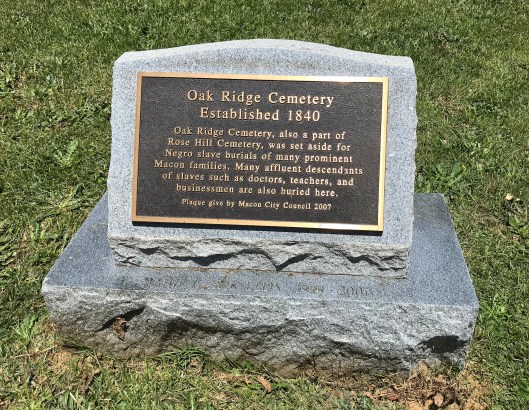 Oak Ridge Cemetery
Established 1840
Oak Ridge Cemetery, also a part of
Rose Hill Cemetery, was set aside for
Negro slave burials of many prominent
Macon families. Many affluent descendants
of slaves such as doctors, teachers, and
businessmen are also buried here.
Plaque give by Macon City Council 2007